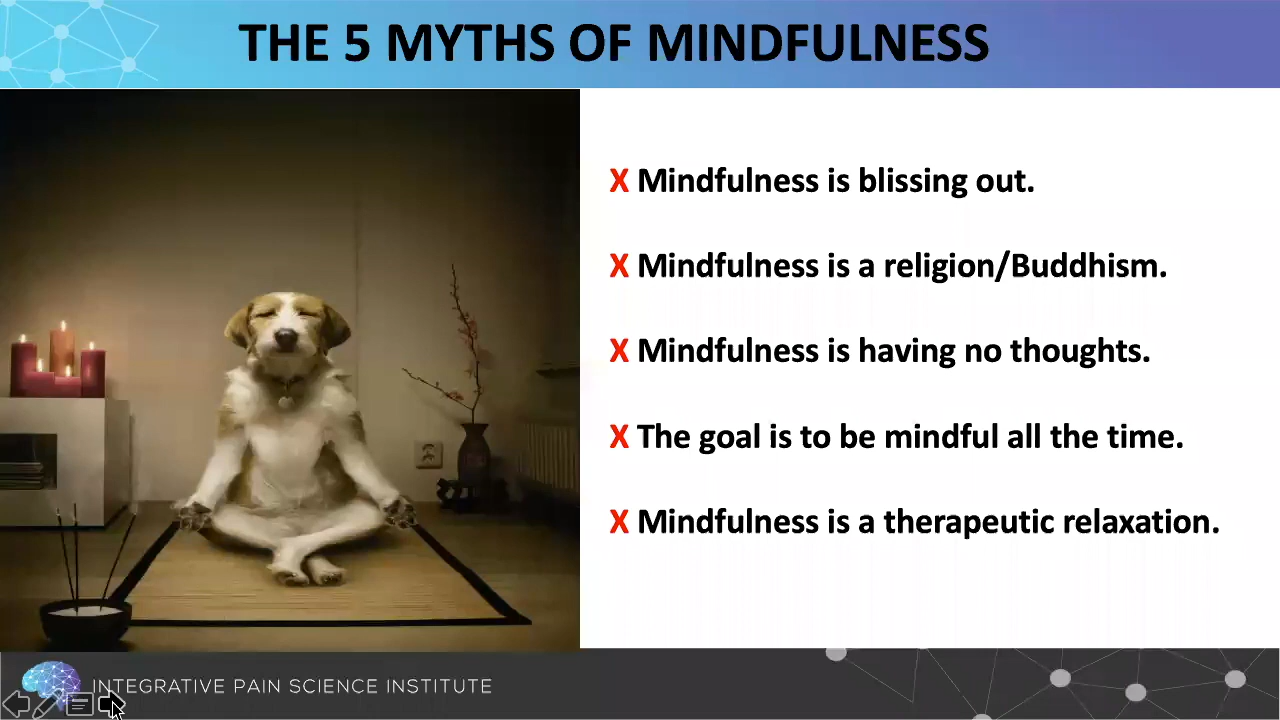 THE 5 MYTHS OF MINDFULNESS
X Mindfulness is blissing out.
X Mindfulness is a religion/Buddhism.
X Mindfulness is having no thoughts.
X The goal is to be mindful all the time.
X Mindfulness is a therapeutic relaxation.
INTEGRATIVE PAIN SCIENCE INSTITUTE